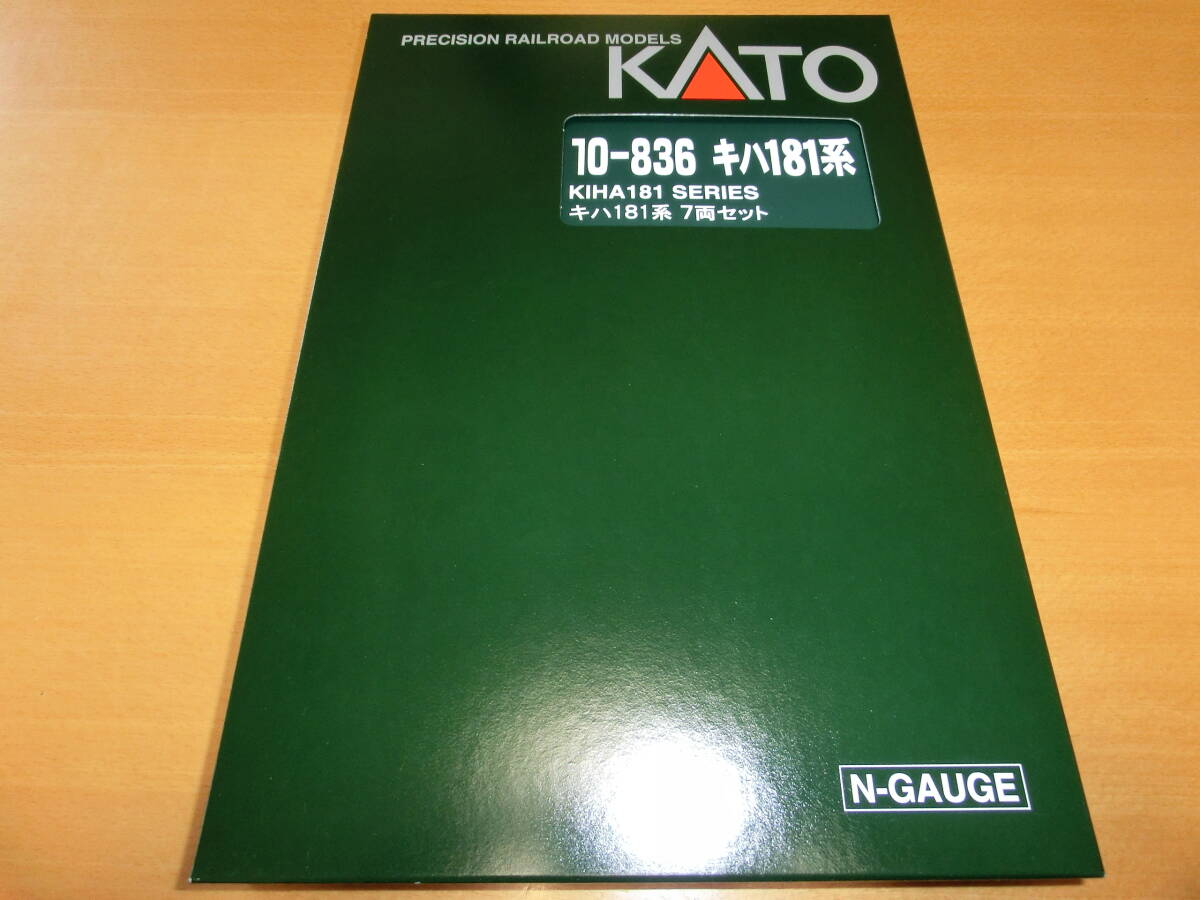 PRECISION RAILROAD MODELS
KATO
10-836 キハ181系
KIHA181 SERIES
キハ181系 7両セット
N-GAUGE